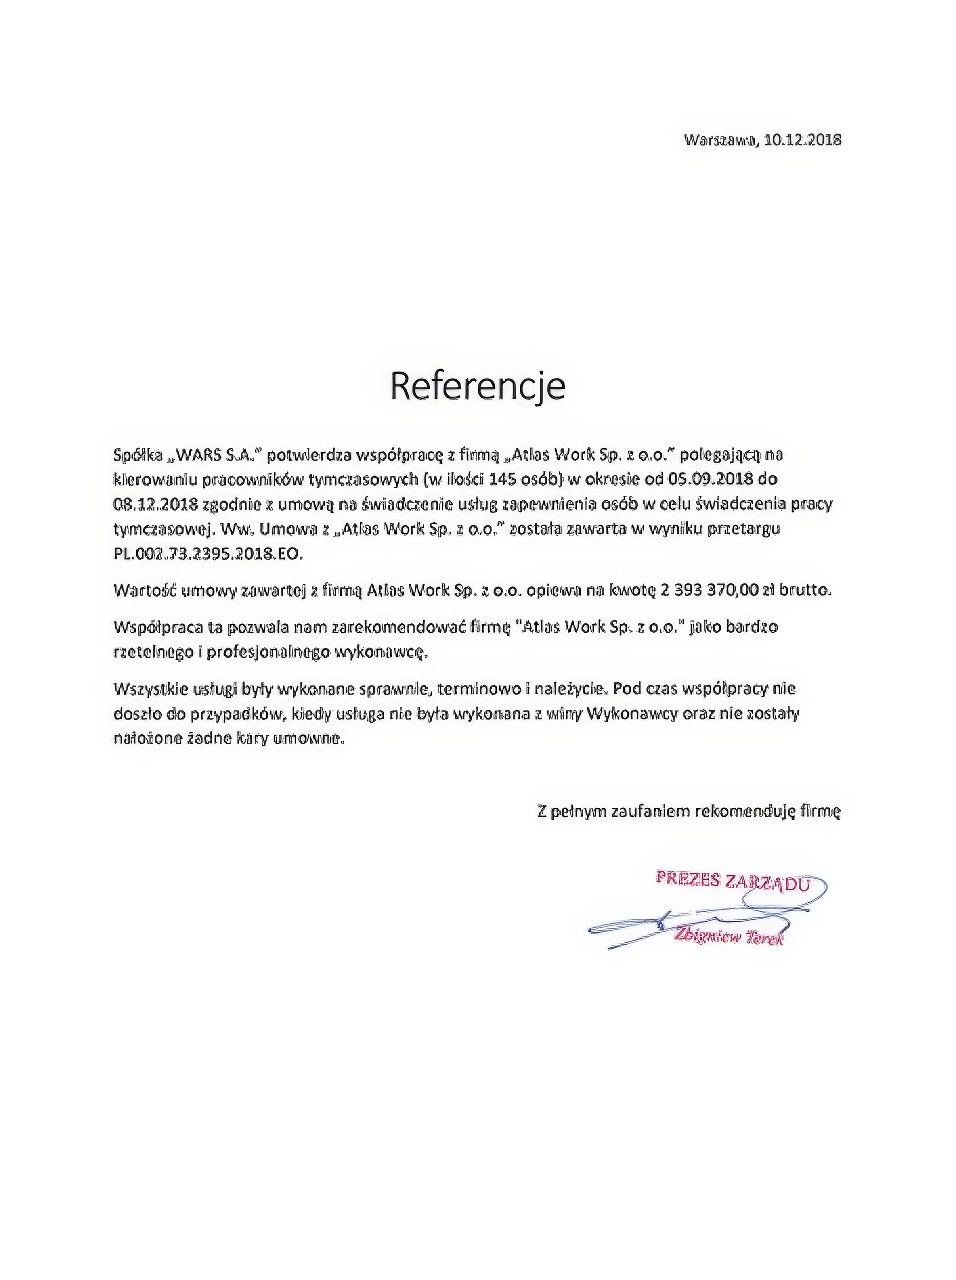 Warszawa, 10.12.2018
Referencje
Spółka „WARS S.A.” potwierdza współpracę z firmą „Atlas Work Sp. z o.o.” polegającą na
kierowaniu pracowników tymczasowych (w ilości 145 osób) w okresie od 05.09.2018 do
08.12.2018 zgodnie z umową na świadczenie usług zapewnienia osób w celu świadczenia pracy
tymczasowej. Ww. Umowa z „Atlas Work Sp. z o.o.” została zawarta w wyniku przetargu
PL.002.73.2395.2018.EO.
Wartość umowy zawartej z firmą Atlas Work Sp. z o.o. opiewa na kwotę 2 393 370,00 zł brutto.
Współpraca ta pozwala nam zarekomendować firmę "Atlas Work Sp. z o.o." jako bardzo
rzetelnego i profesjonalnego wykonawcę.
Wszystkie usługi były wykonane sprawnie, terminowo i należycie. Pod czas współpracy nie
doszło do przypadków, kiedy usługa nie była wykonana z winy Wykonawcy oraz nie zostały
nałożone żadne kary umowne.
Z pełnym zaufaniem rekomenduję firmę
PREZES ZARZĄDU
Zbigniew Terek